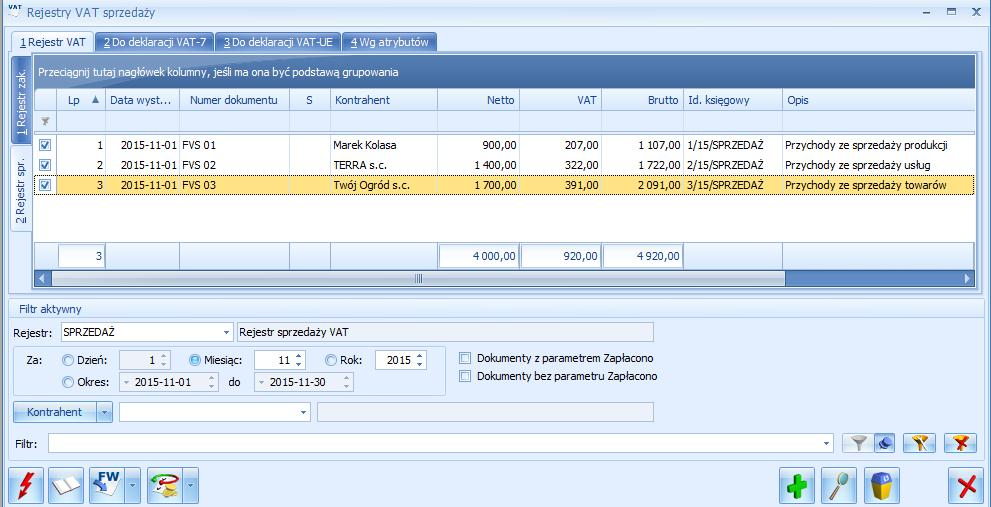 VAT Rejestry VAT sprzedaży
1 Rejestr VAT 2 Do deklaracji VAT-7 3 Do deklaracji VAT-UE 4 Wg atrybutów
1 Rejestr zak.
2 Rejestr spr.
Przeciągnij tutaj nagłówek kolumny, jeśli ma ona być podstawą grupowania
Lp Data wyst... Numer dokumentu S Kontrahent Netto VAT Brutto Id. księgowy Opis
1 2015-11-01 FVS 01 Marek Kolasa 900,00 207,00 1 107,00 1/15/SPRZEDAŻ Przychody ze sprzedaży produkcji
2 2015-11-01 FVS 02 TERRA s.c. 1 400,00 322,00 1 722,00 2/15/SPRZEDAŻ Przychody ze sprzedaży usług
3 2015-11-01 FVS 03 Twój Ogród s.c. 1 700,00 391,00 2 091,00 3/15/SPRZEDAŻ Przychody ze sprzedaży towarów
3 4 000,00 920,00 4 920,00
Filtr aktywny
Rejestr: SPRZEDAŻ Rejestr sprzedaży VAT
Za: Dzień: 1 Miesiąc: 11 Rok: 2015 Dokumenty z parametrem Zapłacono
Okres: 2015-11-01 do 2015-11-30 Dokumenty bez parametru Zapłacono
Kontrahent
Filtr:
FW